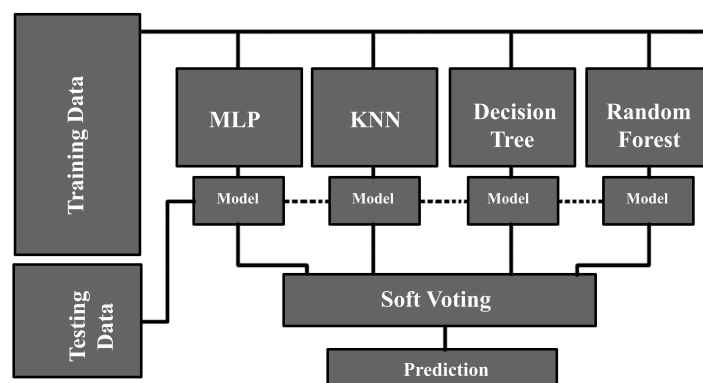 Training Data
MLP
KNN
Decision
Tree
Random
Forest
Model
Model
Model
Model
Testing
Data
Soft Voting
Prediction